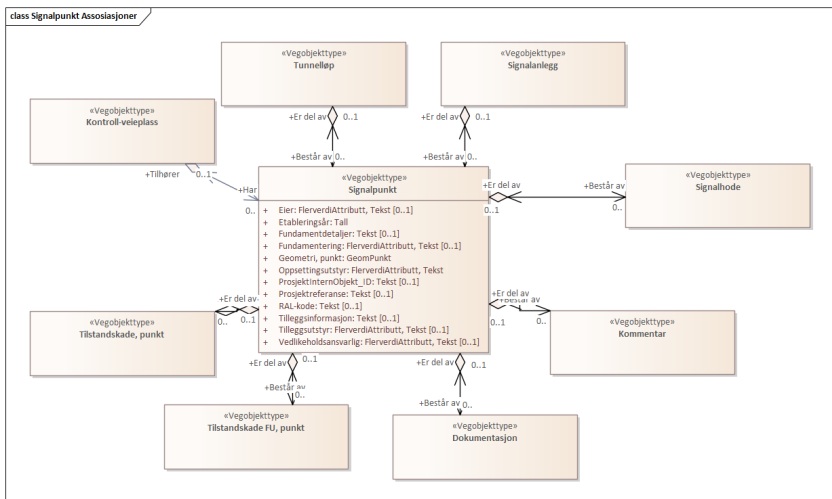 class Signalpunkt Assosiasjoner
«Vegobjekttype»
Tunnelløp
«Vegobjekttype»
Signalanlegg
«Vegobjekttype»
Kontroll-veieplass
+Er del av 0..1
+Består av 0..
+Er del av 0..1
+Består av 0..
+Tilhører 0..1
+Har
0..
«Vegobjekttype»
Signalpunkt
+ Eier: FlerverdiAttributt, Tekst [0..1]
+ Etableringsår: Tall
+ Fundamentdetaljer: Tekst [0..1]
+ Fundamentering: FlerverdiAttributt, Tekst [0..1]
+ Geometri, punkt: GeomPunkt
+ Oppsettingsutstyr: FlerverdiAttributt, Tekst
+ ProsjektInternObjekt_ID: Tekst [0..1]
+ Prosjektreferanse: Tekst [0..1]
+ RAL-kode: Tekst [0..1]
+ Tilleggsinformasjon: Tekst [0..1]
+ Tilleggsutstyr: FlerverdiAttributt, Tekst [0..1]
+ Vedlikeholdsansvarlig: FlerverdiAttributt, Tekst [0..1]
+Er del av
0..1
+Består av
0..
«Vegobjekttype»
Signalhode
+Er del av
0..1
+Består av
0..
«Vegobjekttype»
Kommentar
+Er del av
0..1
0..
«Vegobjekttype»
Tilstandskade, punkt
+Er del av 0..1
+Består av
0..
«Vegobjekttype»
Tilstandskade FU, punkt
+Er del av 0..1
+Består av 0..
«Vegobjekttype»
Dokumentasjon